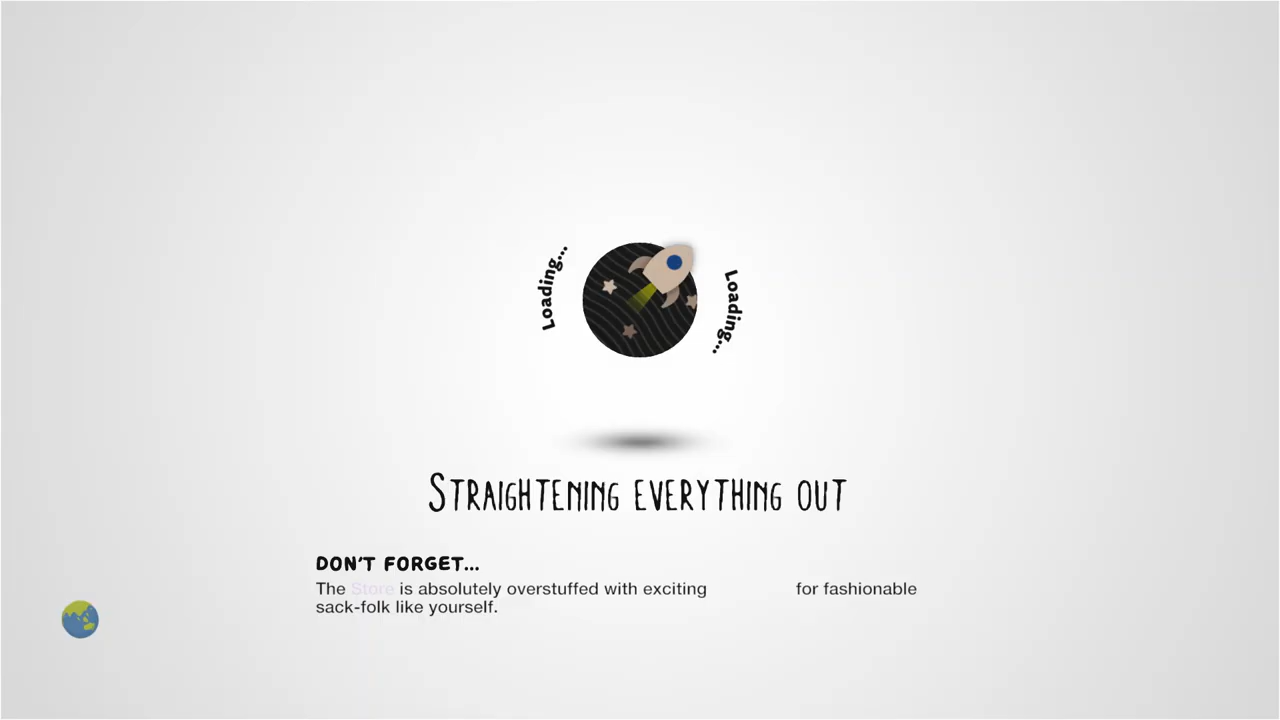 Loading...
Loading...
STRAIGHTENING EVERYTHING OUT
DON'T FORGET...
The Store is absolutely overstuffed with exciting for fashionable
sack-folk like yourself.